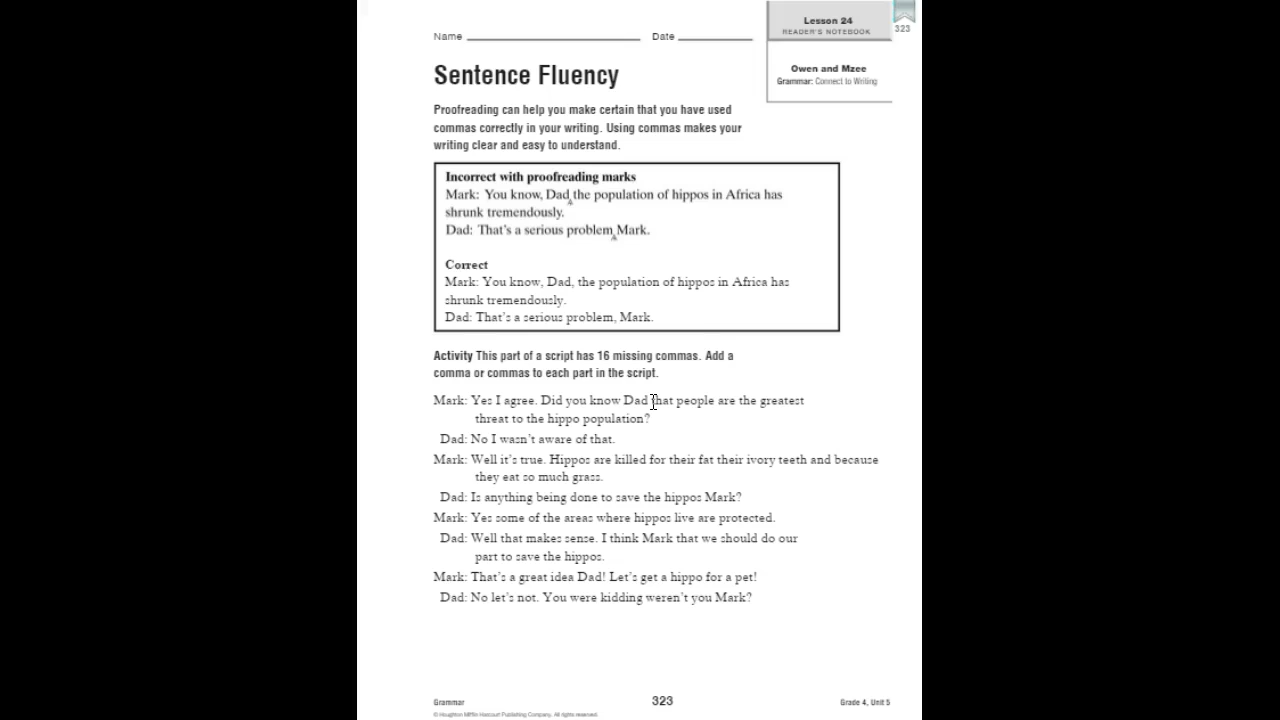 Lesson 24
READER'S NOTEBOOK
323
Name
Date
Owen and Mzee
Grammar: Connect to Writing
Sentence Fluency
Proofreading can help you make certain that you have used
commas correctly in your writing. Using commas makes your
writing clear and easy to understand.
Incorrect with proofreading marks
Mark: You know, Dad the population of hippos in Africa has
shrunk tremendously.
Dad: That's a serious problem Mark.
Correct
Mark: You know, Dad, the population of hippos in Africa has
shrunk tremendously.
Dad: That's a serious problem, Mark.
Activity This part of a script has 16 missing commas. Add a
comma or commas to each part in the script.
Mark: Yes I agree. Did you know Dad that people are the greatest
threat to the hippo population?
Dad: No I wasn't aware of that.
Mark: Well it's true. Hippos are killed for their fat their ivory teeth and because
they eat so much grass.
Dad: Is anything being done to save the hippos Mark?
Mark: Yes some of the areas where hippos live are protected.
Dad: Well that makes sense. I think Mark that we should do our
part to save the hippos.
Mark: That's a great idea Dad! Let's get a hippo for a pet!
Dad: No let's not. You were kidding weren't you Mark?
Grammar
323
Grade 4, Unit 5
© Houghton Mifflin Harcourt Publishing Company. All rights reserved.